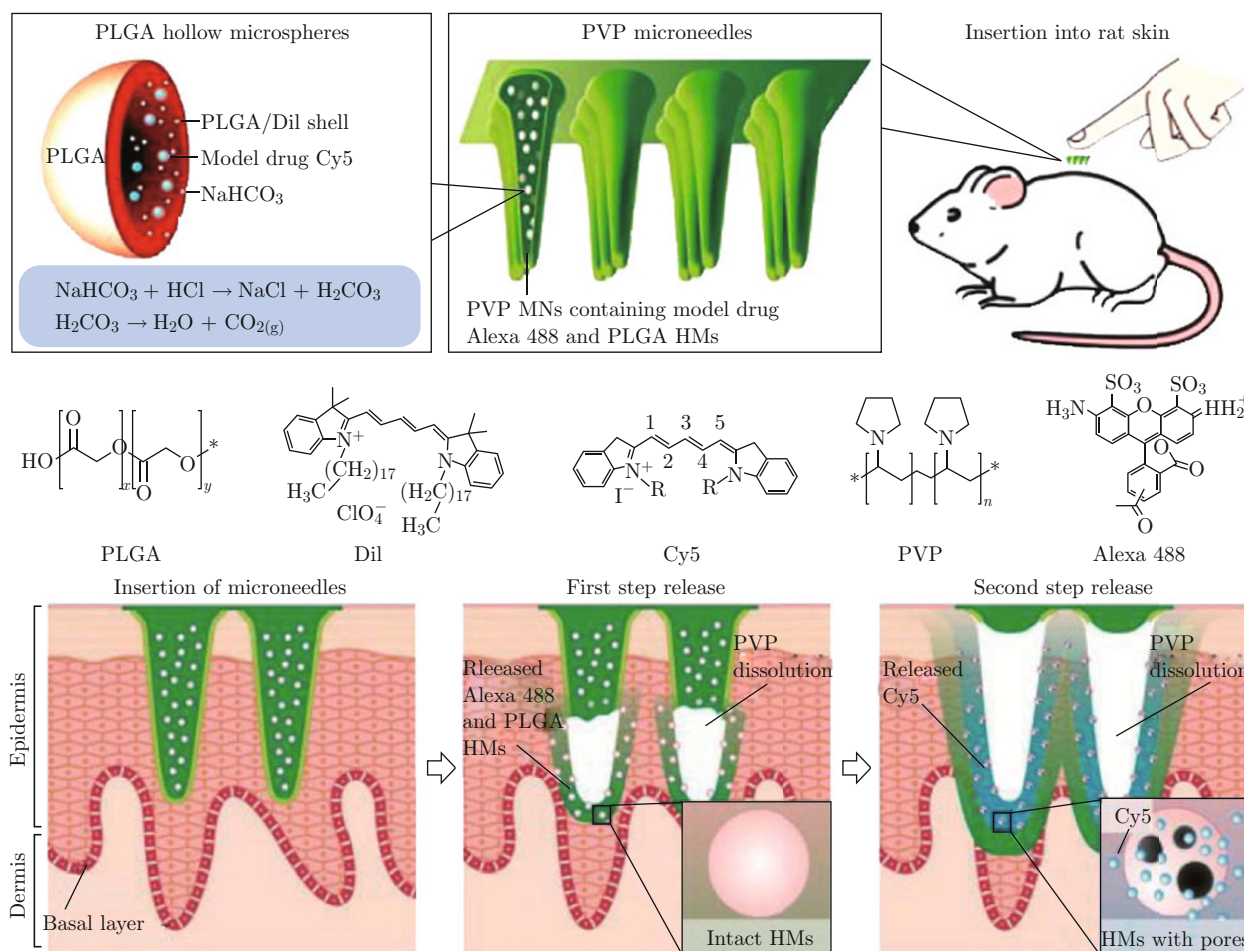 PLGA hollow microspheres
PLGA
PLGA/Dil shell
Model drug Cy5
NaHCO₃
NaHCO₃ + HCl → NaCl + H₂CO₃
H₂CO₃ → H₂O + CO₂(g)
PVP microneedles
PVP MNs containing model drug
Alexa 488 and PLGA HMs
Insertion into rat skin
HO
O
O
O
O
*
x
y
PLGA
N⁺
N
(CH₂)₁₇
H₃C
(H₂C)₁₇
H₃C
ClO₄⁻
Dil
1
3
5
2
4
N⁺
I⁻
R
R
N
Cy5
N
N
*
*
n
PVP
SO₃
SO₃
H₃N
O
HH₂⁺
O
O
O
Alexa 488
Insertion of microneedles
Epidermis
Dermis
Basal layer
First step release
Rleeased
Alexa 488
and PLGA
HMs
PVP
dissolution
Intact HMs
Second step release
Released
Cy5
PVP
dissolution
Cy5
HMs with pores